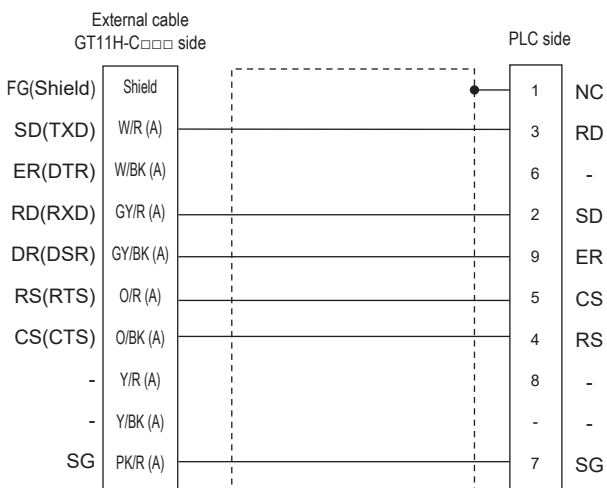 External cable
GT11H-C□□□ side
PLC side
FG(Shield) Shield 1 NC
SD(TXD) W/R (A) 3 RD
ER(DTR) W/BK (A) 6 -
RD(RXD) GY/R (A) 2 SD
DR(DSR) GY/BK (A) 9 ER
RS(RTS) O/R (A) 5 CS
CS(CTS) O/BK (A) 4 RS
- Y/R (A) 8 -
- Y/BK (A) - -
SG PK/R (A) 7 SG